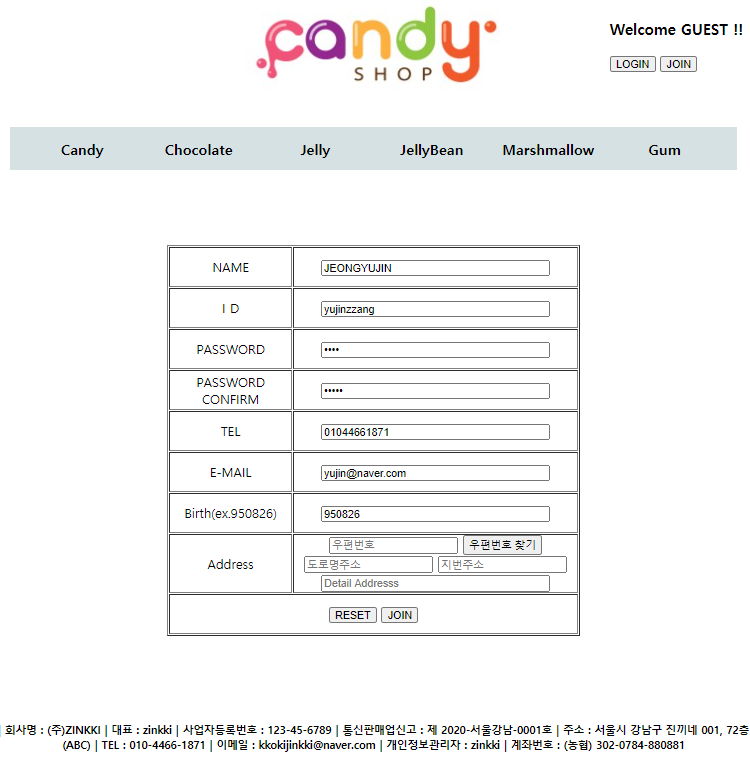 candy
SHOP
Welcome GUEST !!
LOGIN JOIN
Candy Chocolate Jelly JellyBean Marshmallow Gum
NAME JEONGYUJIN
I D yujinzzang
PASSWORD ••••
PASSWORD
CONFIRM •••••
TEL 01044661871
E-MAIL yujin@naver.com
Birth(ex.950826) 950826
Address 우편번호 우편번호 찾기
도로명주소 지번주소
Detail Addresss
RESET JOIN
| 회사명 : (주)ZINKKI | 대표 : zinkki | 사업자등록번호 : 123-45-6789 | 통신판매업신고 : 제 2020-서울강남-0001호 | 주소 : 서울시 강남구 진끼네 001, 72층
(ABC) | TEL : 010-4466-1871 | 이메일 : kkokijinkki@naver.com | 개인정보관리자 : zinkki | 계좌번호 : (농협) 302-0784-880881